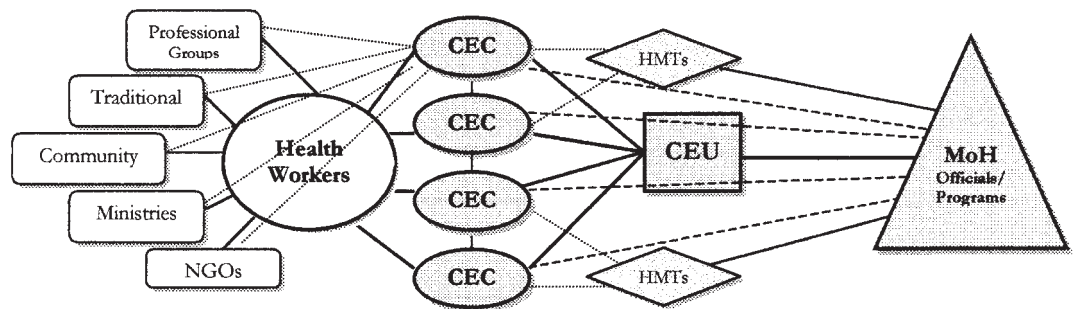 Professional
Groups
Traditional
Community
Ministries
NGOs
Health
Workers
CEC
CEC
CEC
CEC
HMTs
CEU
HMTs
MoH
Officials/
Programs